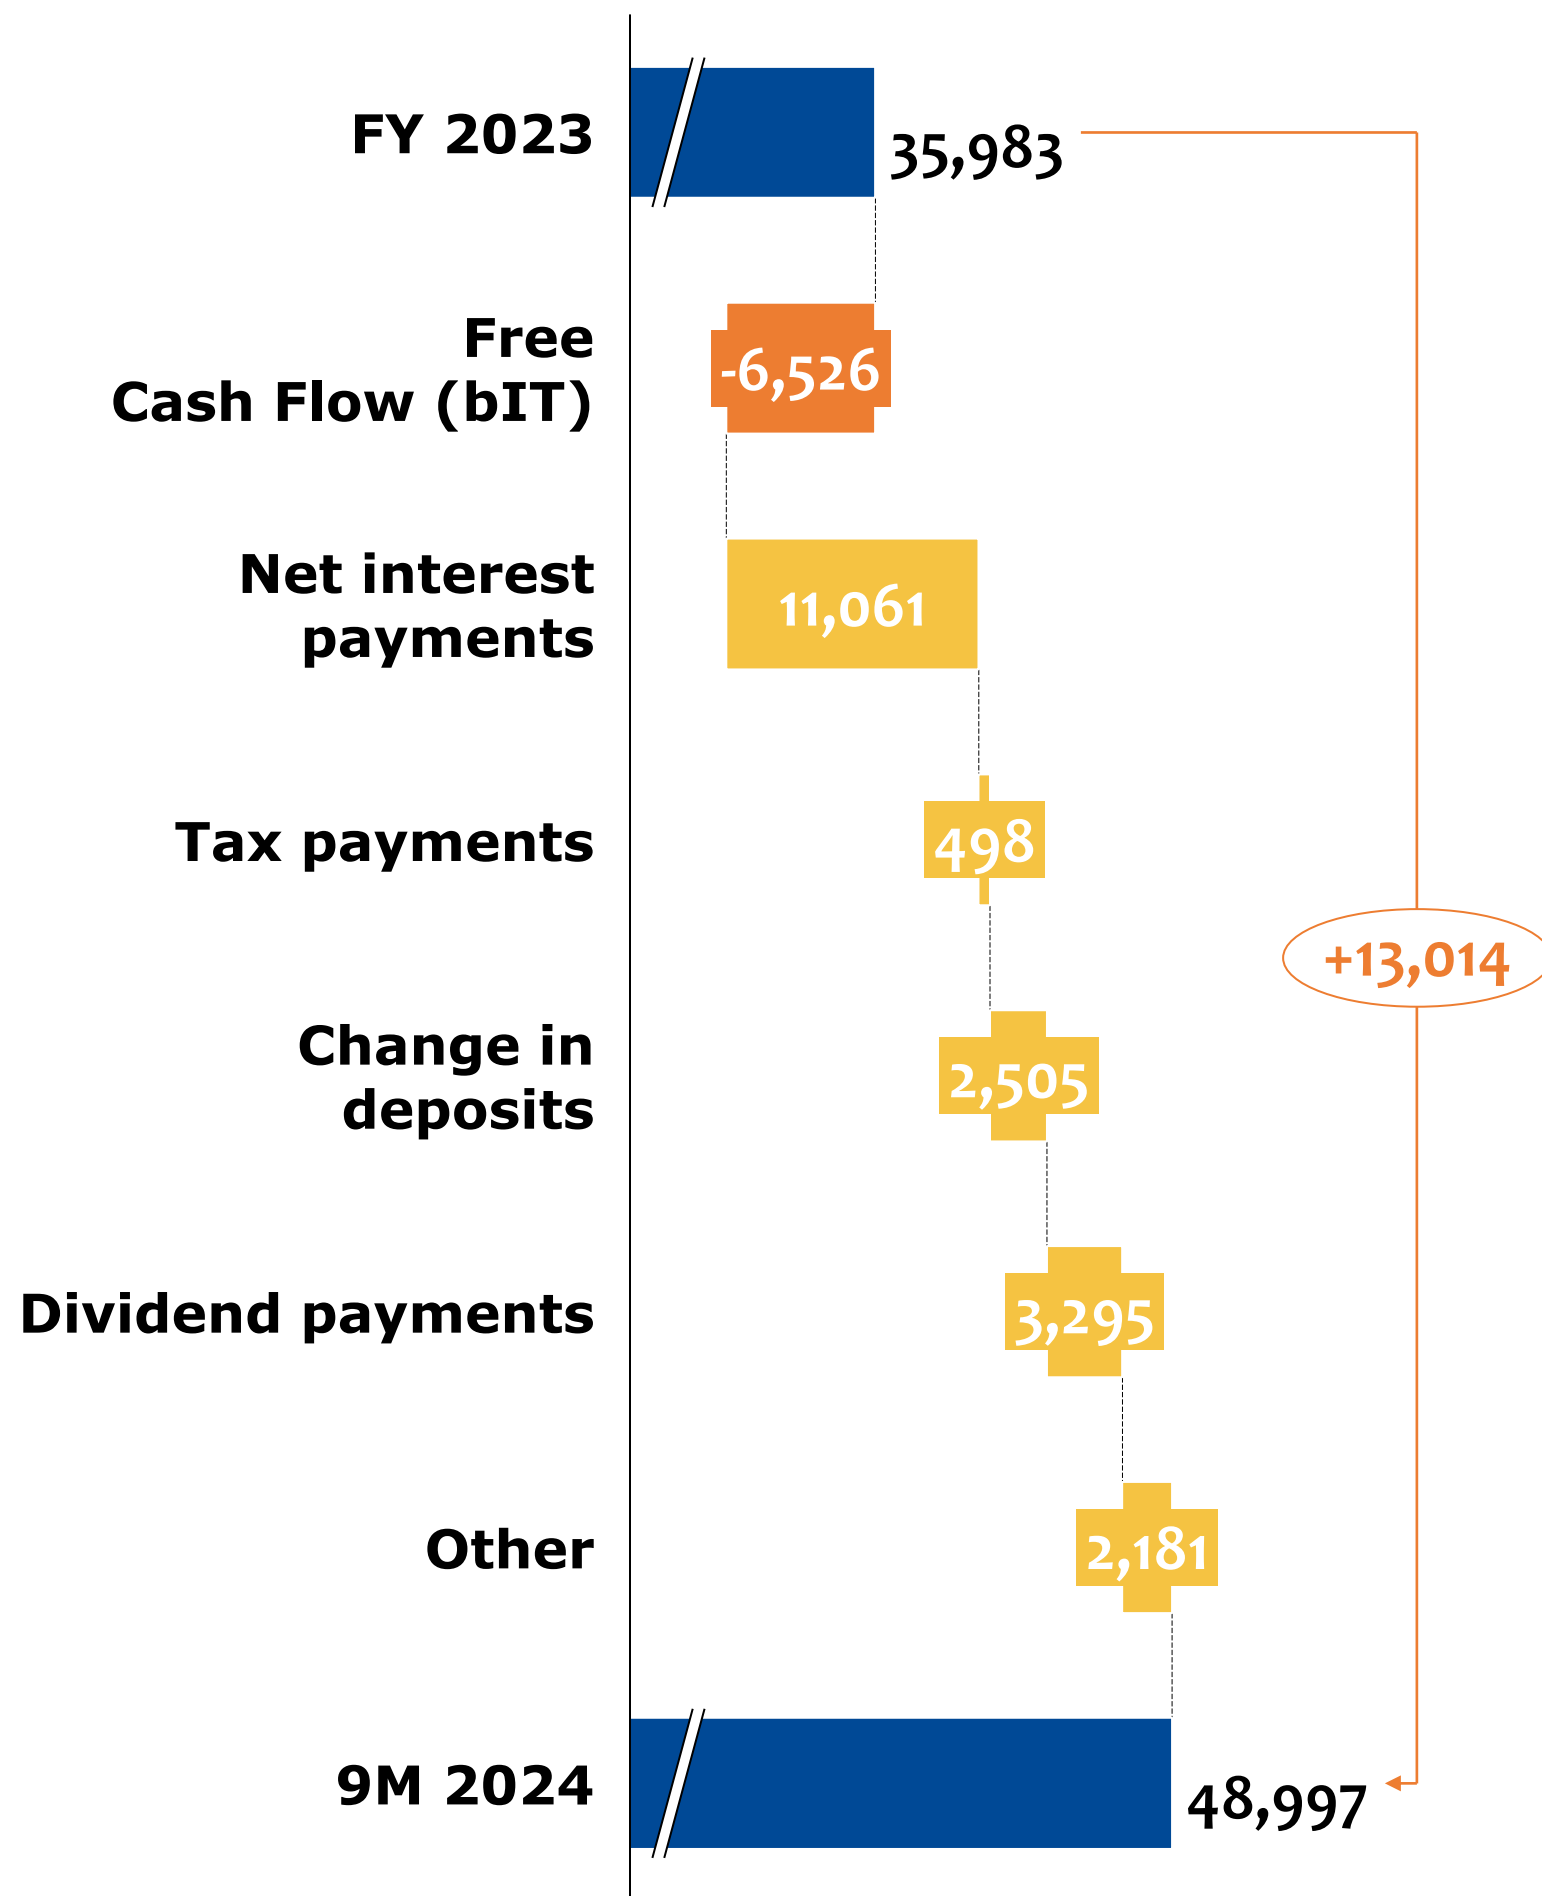 FY 2023
35,983
Free
Cash Flow (bIT)
-6,526
Net interest
payments
11,061
Tax payments
498
+13,014
Change in
deposits
2,505
Dividend payments
3,295
Other
2,181
9M 2024
48,997